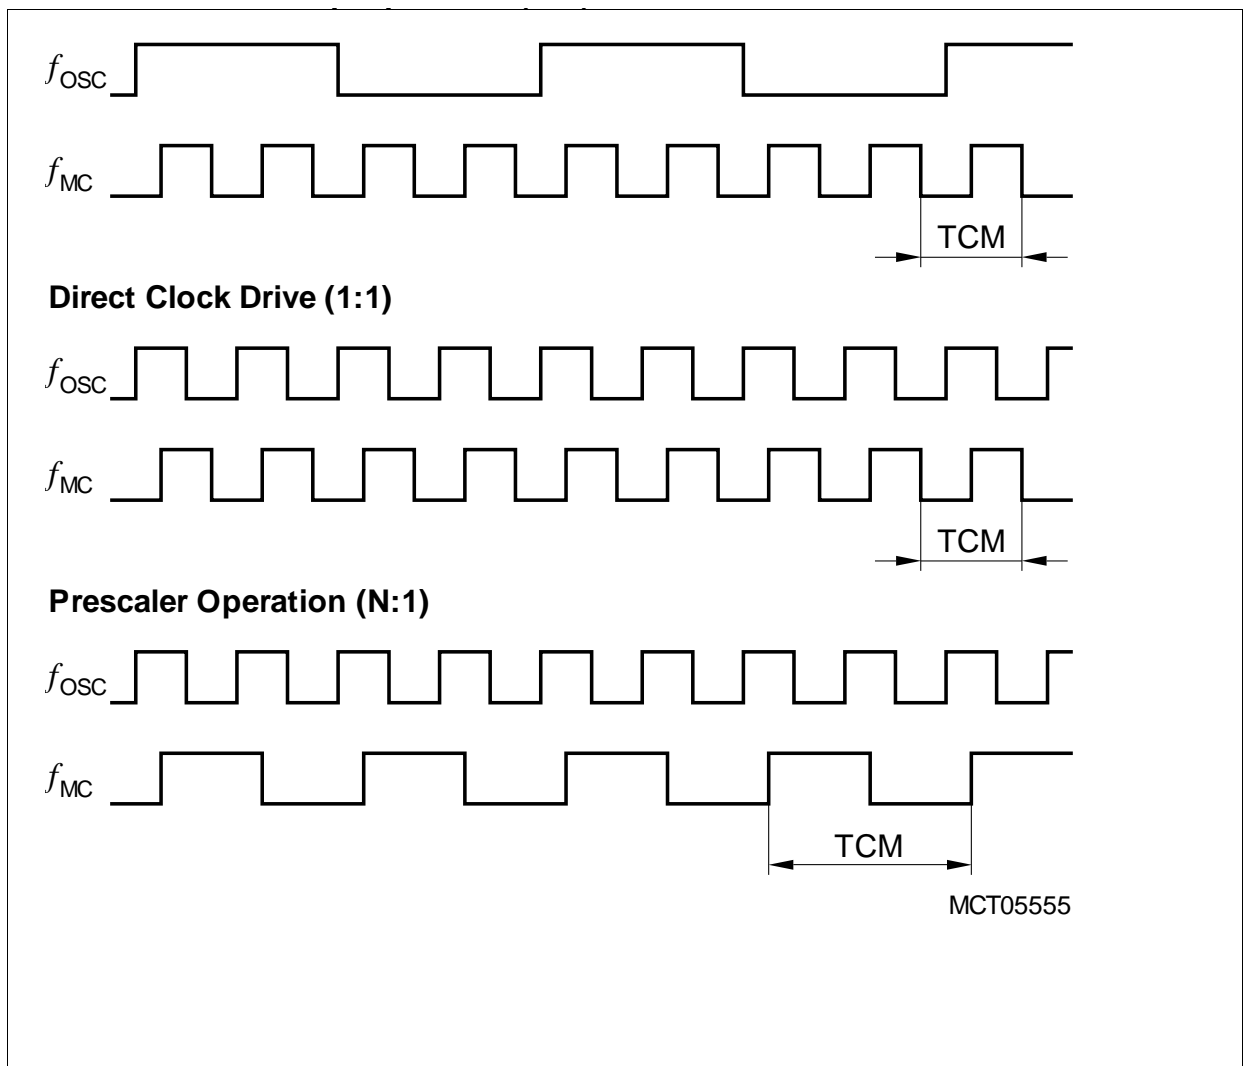 fOSC
fMC
TCM
Direct Clock Drive (1:1)
fOSC
fMC
TCM
Prescaler Operation (N:1)
fOSC
fMC
TCM
MCT05555